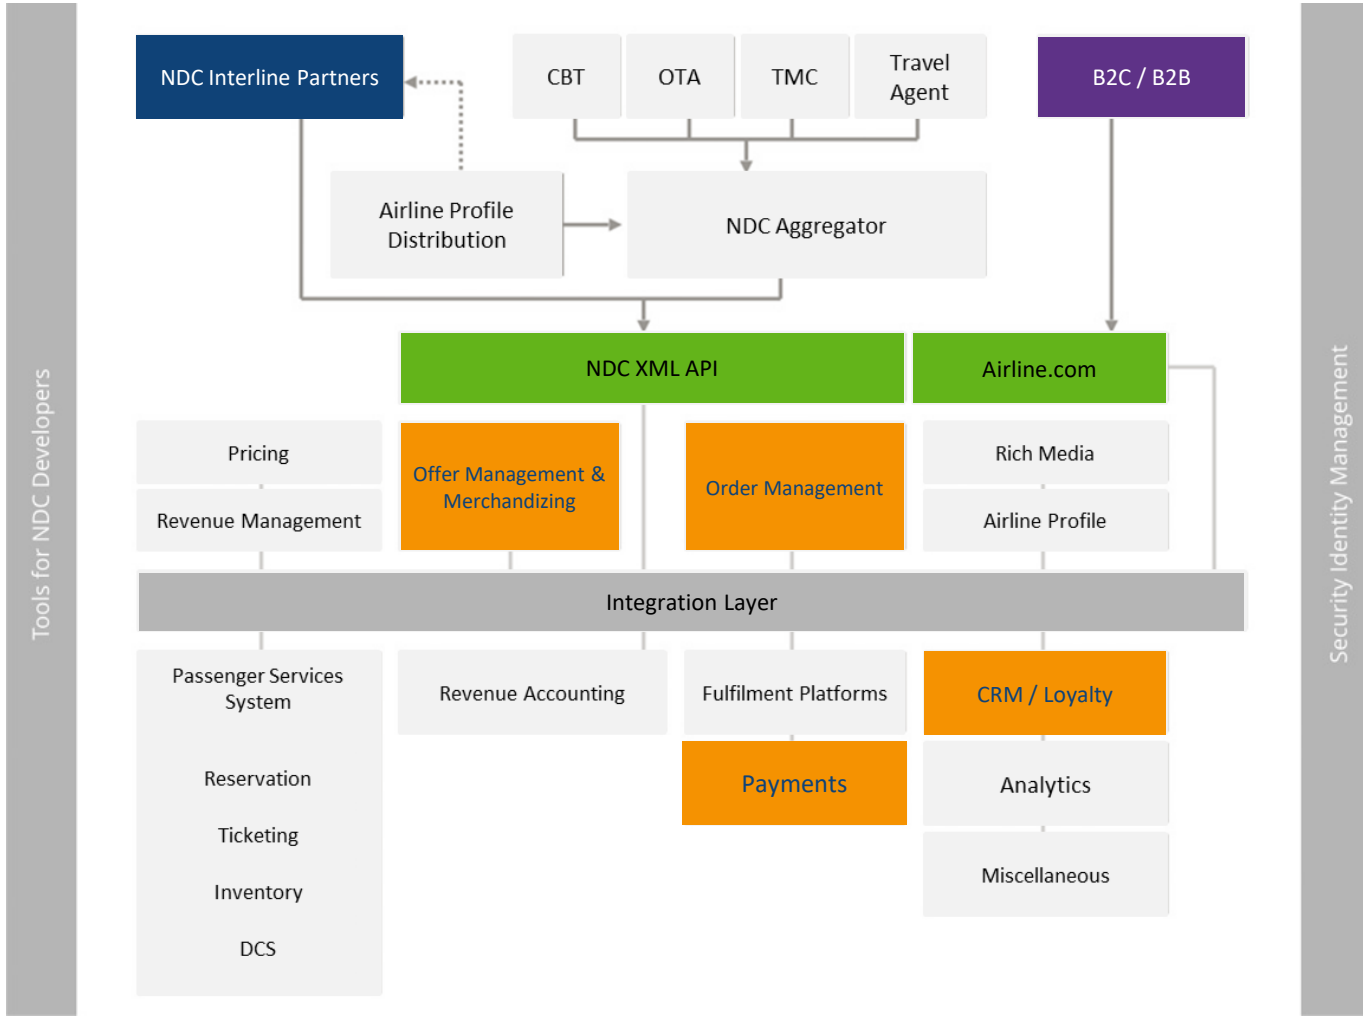 Tools for NDC Developers
NDC Interline Partners
CBT
OTA
TMC
Travel
Agent
B2C / B2B
Airline Profile
Distribution
NDC Aggregator
NDC XML API
Airline.com
Pricing
Revenue Management
Offer Management &
Merchandizing
Order Management
Rich Media
Airline Profile
Integration Layer
Passenger Services
System
Reservation
Ticketing
Inventory
DCS
Revenue Accounting
Fulfilment Platforms
Payments
CRM / Loyalty
Analytics
Miscellaneous
Security Identity Management